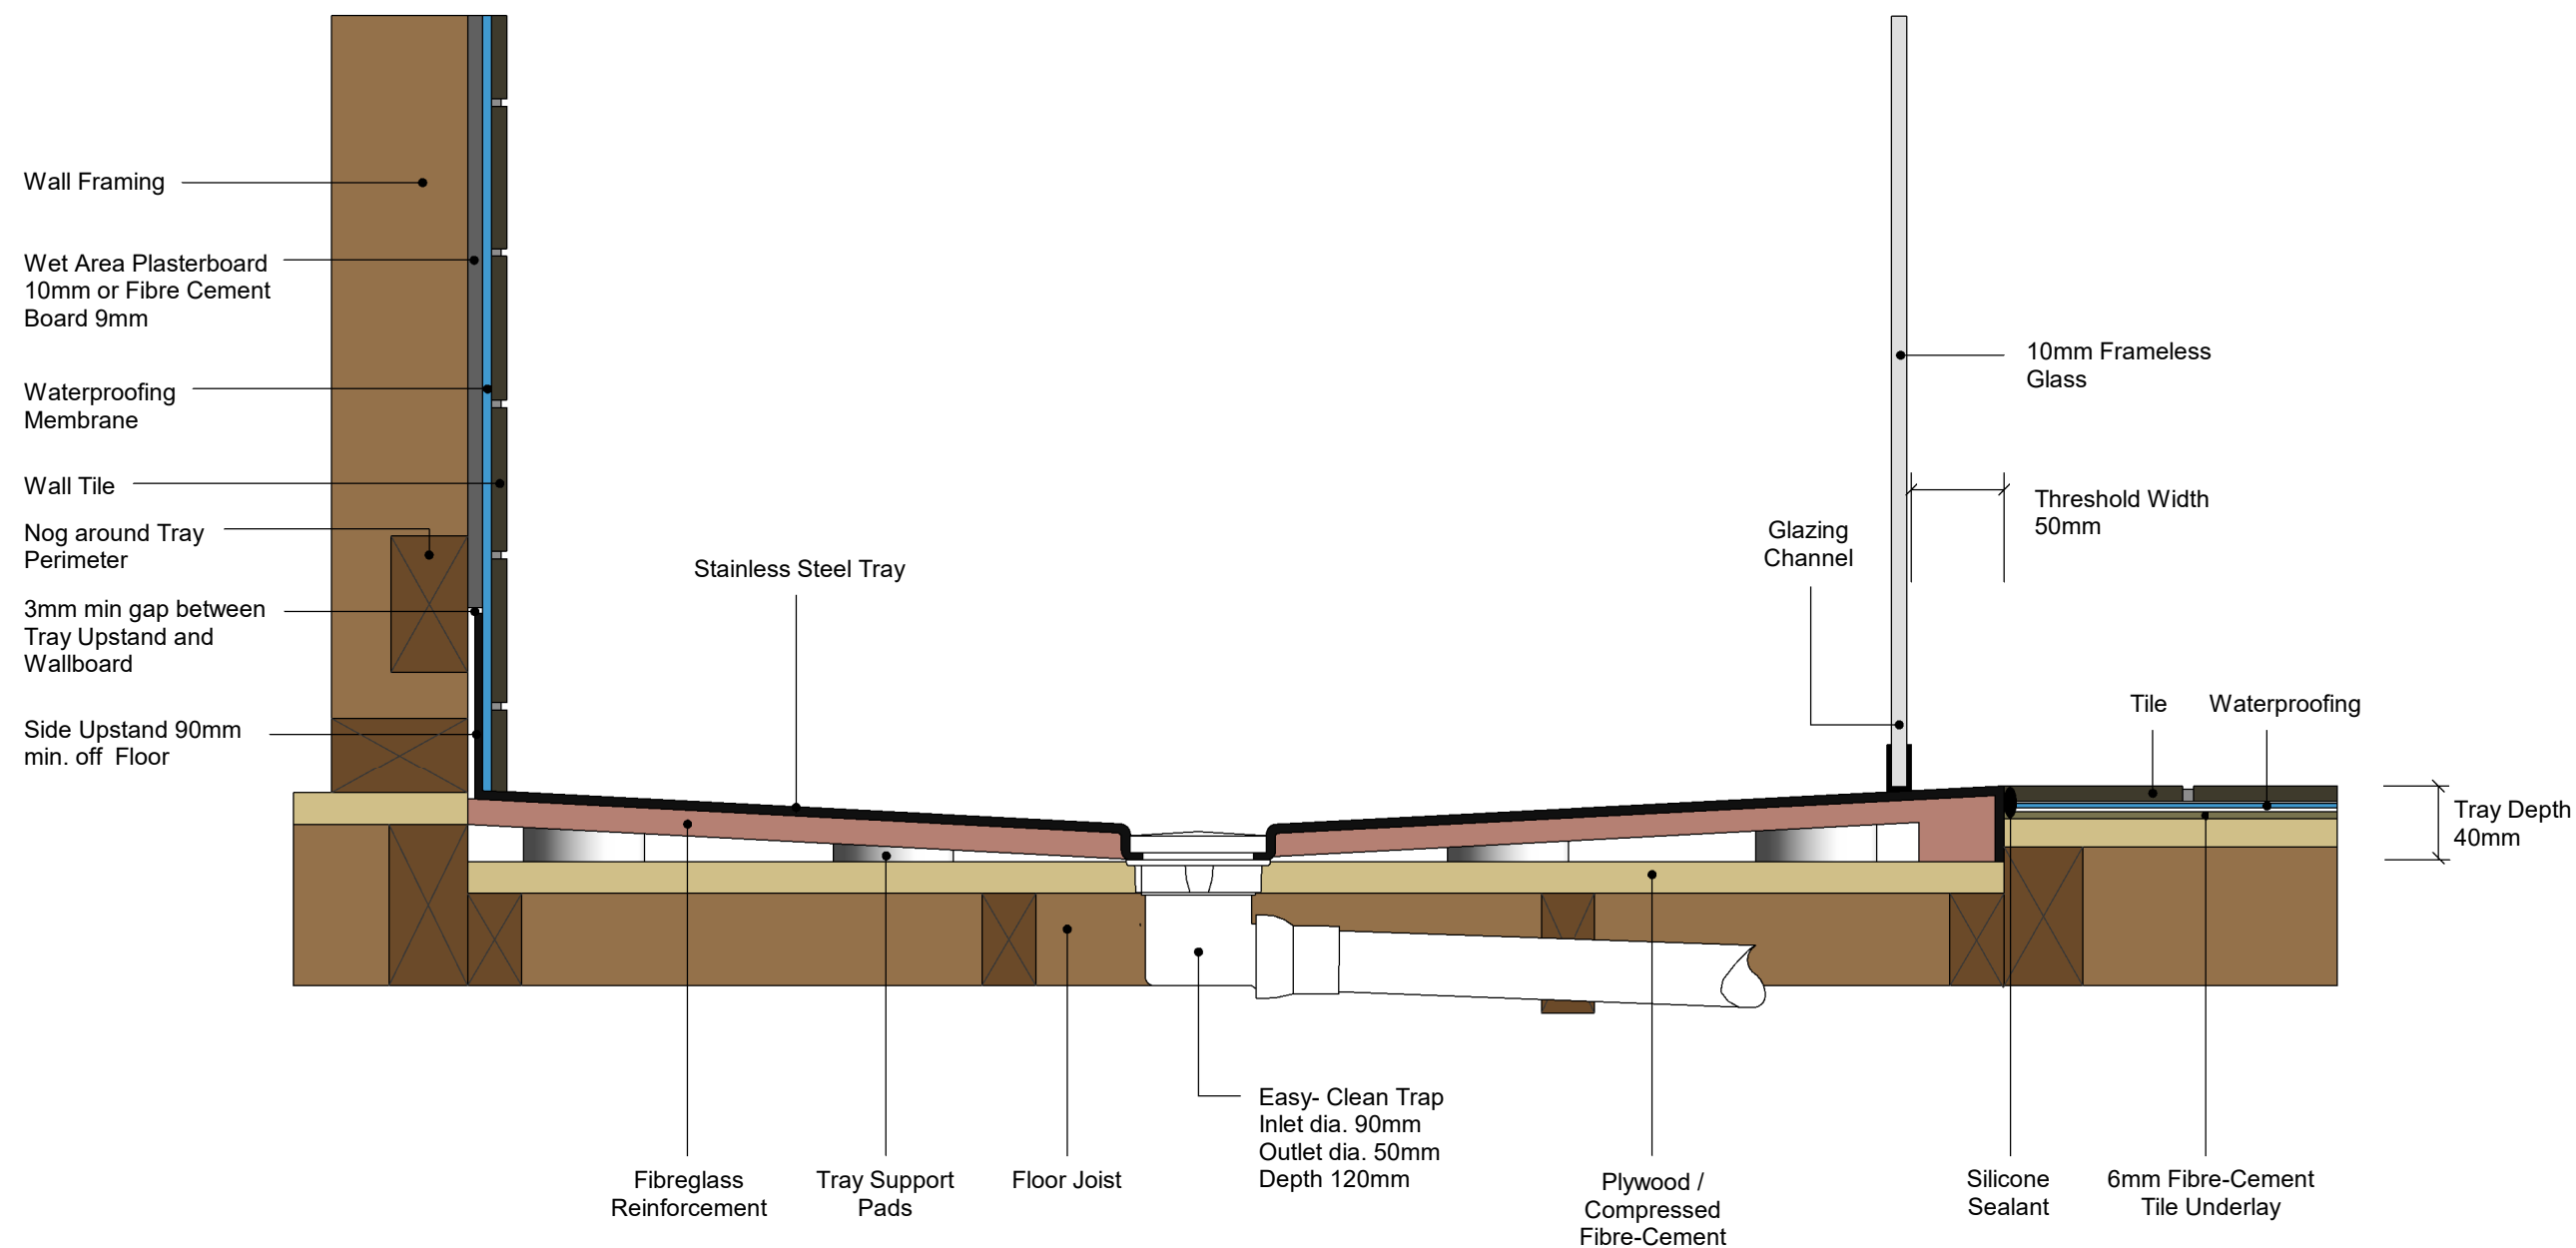 Wall Framing
Wet Area Plasterboard
10mm or Fibre Cement
Board 9mm
Waterproofing
Membrane
Wall Tile
Nog around Tray
Perimeter
3mm min gap between
Tray Upstand and
Wallboard
Side Upstand 90mm
min. off  Floor
Stainless Steel Tray
10mm Frameless
Glass
Threshold Width
50mm
Glazing
Channel
Tile
Waterproofing
Tray Depth
40mm
Easy- Clean Trap
Inlet dia. 90mm
Outlet dia. 50mm
Depth 120mm
Fibreglass
Reinforcement
Tray Support
Pads
Floor Joist
Plywood /
Compressed
Fibre-Cement
Silicone
Sealant
6mm Fibre-Cement
Tile Underlay